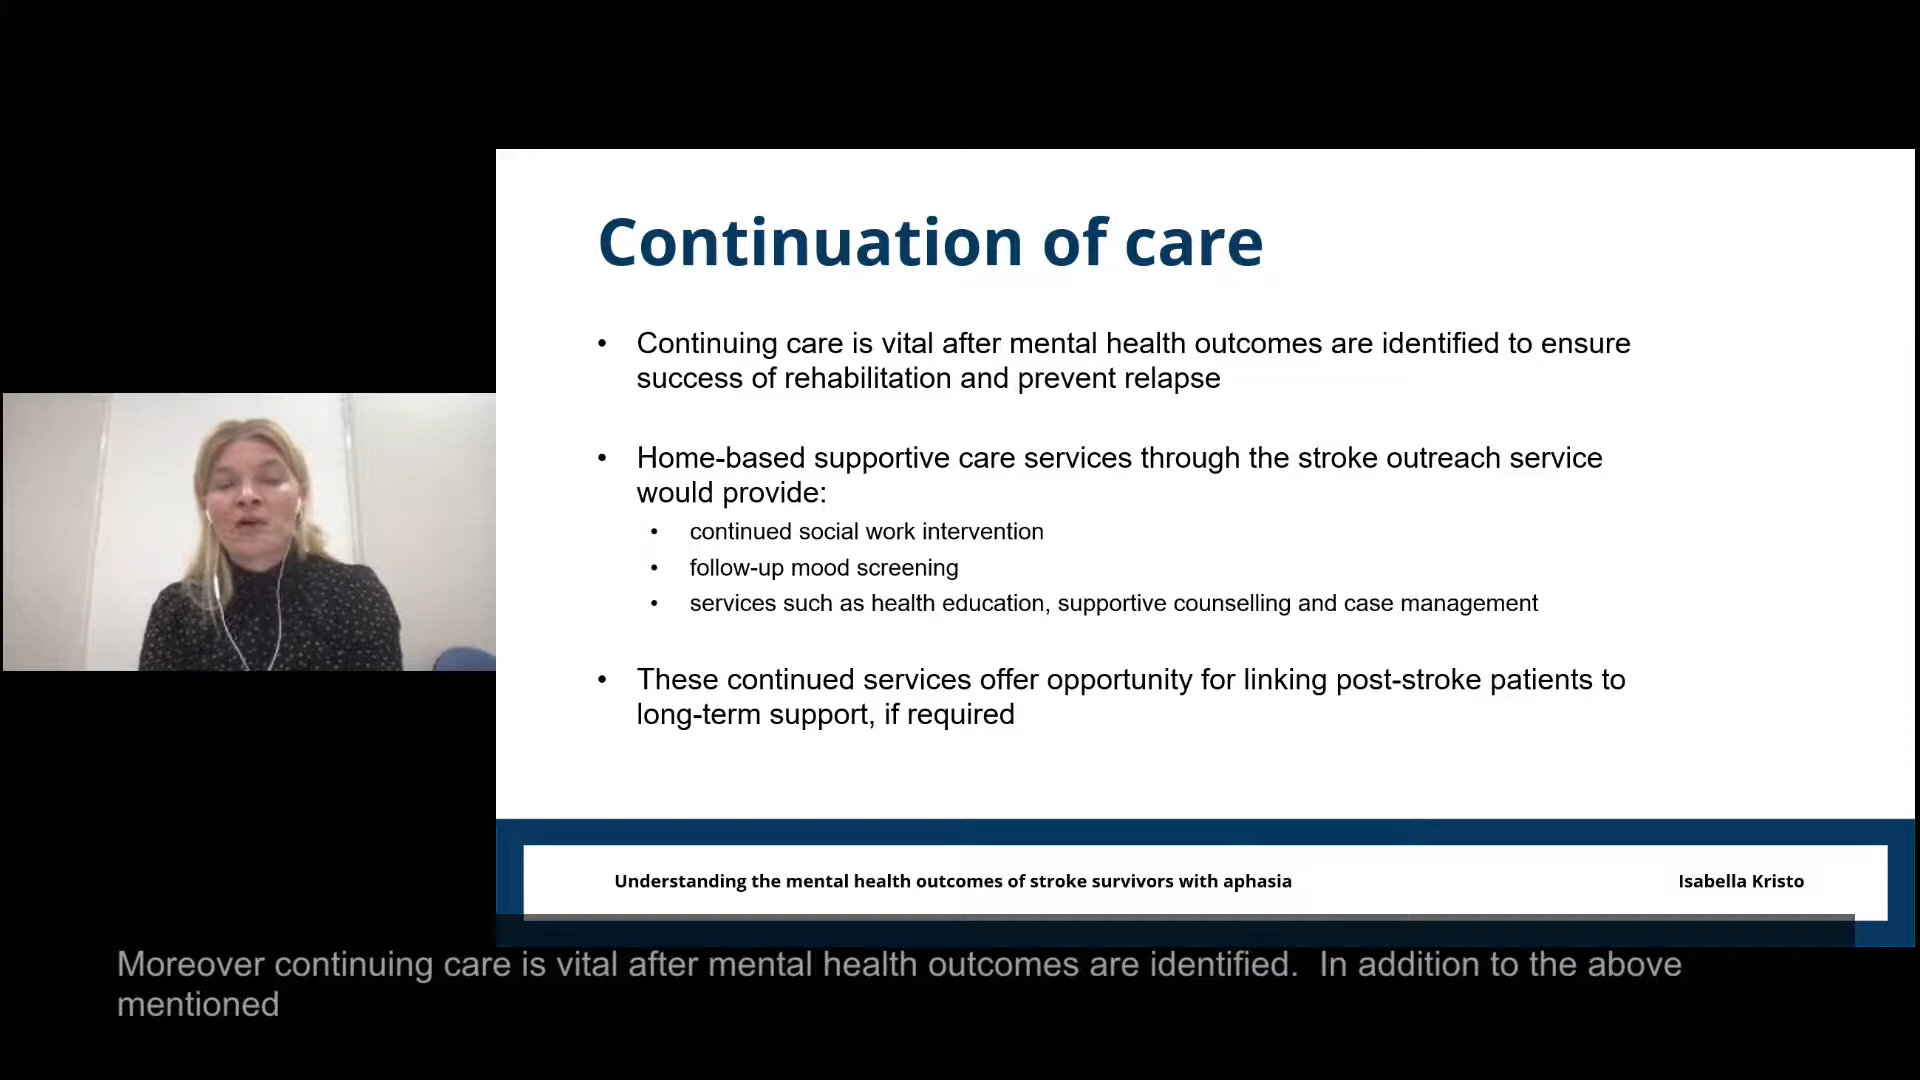 Continuation of care
• Continuing care is vital after mental health outcomes are identified to ensure
success of rehabilitation and prevent relapse
• Home-based supportive care services through the stroke outreach service
would provide:
• continued social work intervention
• follow-up mood screening
• services such as health education, supportive counselling and case management
• These continued services offer opportunity for linking post-stroke patients to
long-term support, if required
Understanding the mental health outcomes of stroke survivors with aphasia
Isabella Kristo
Moreover continuing care is vital after mental health outcomes are identified.  In addition to the above
mentioned